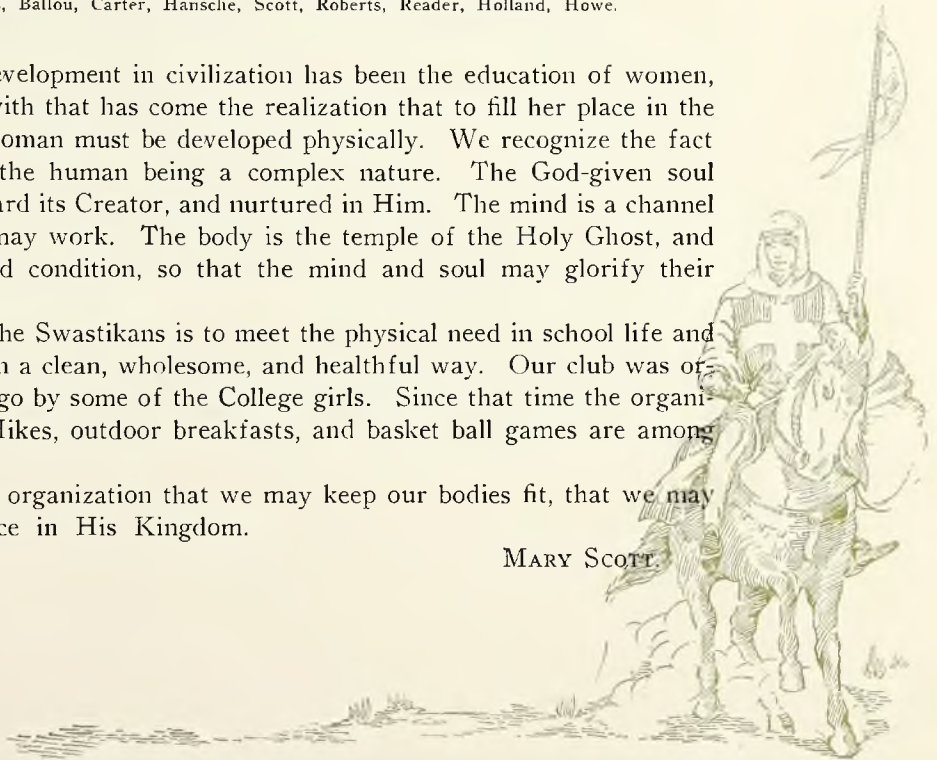 Ballou, Carter, Hansche, Scott, Roberts, Reader, Holland, Howe.
evelopment in civilization has been the education of women,
with that has come the realization that to fill her place in the
oman must be developed physically. We recognize the fact
the human being a complex nature. The God-given soul
ard its Creator, and nurtured in Him. The mind is a channel
may work. The body is the temple of the Holy Ghost, and
d condition, so that the mind and soul may glorify their
he Swastikans is to meet the physical need in school life and
n a clean, wholesome, and healthful way. Our club was or-
go by some of the College girls. Since that time the organi-
Hikes, outdoor breakfasts, and basket ball games are among
organization that we may keep our bodies fit, that we may
ce in His Kingdom.
MARY SCOTT.